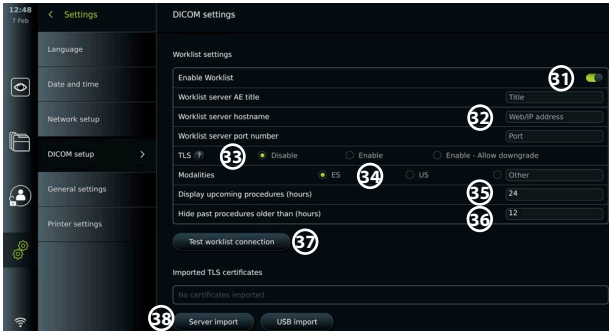 12:48
7 Feb
Settings
DICOM settings
Language
Date and time
Network setup
DICOM setup
General settings
Printer settings
Worklist settings
Enable Worklist 31
Worklist server AE title Title
Worklist server hostname 32 Web/IP address
Worklist server port number Port
TLS ? 33 Disable Enable Enable - Allow downgrade
Modalities ES 34 US Other
Display upcoming procedures (hours) 35 24
Hide past procedures older than (hours) 36 12
Test worklist connection 37
Imported TLS certificates
No certificates imported
38 Server import USB import